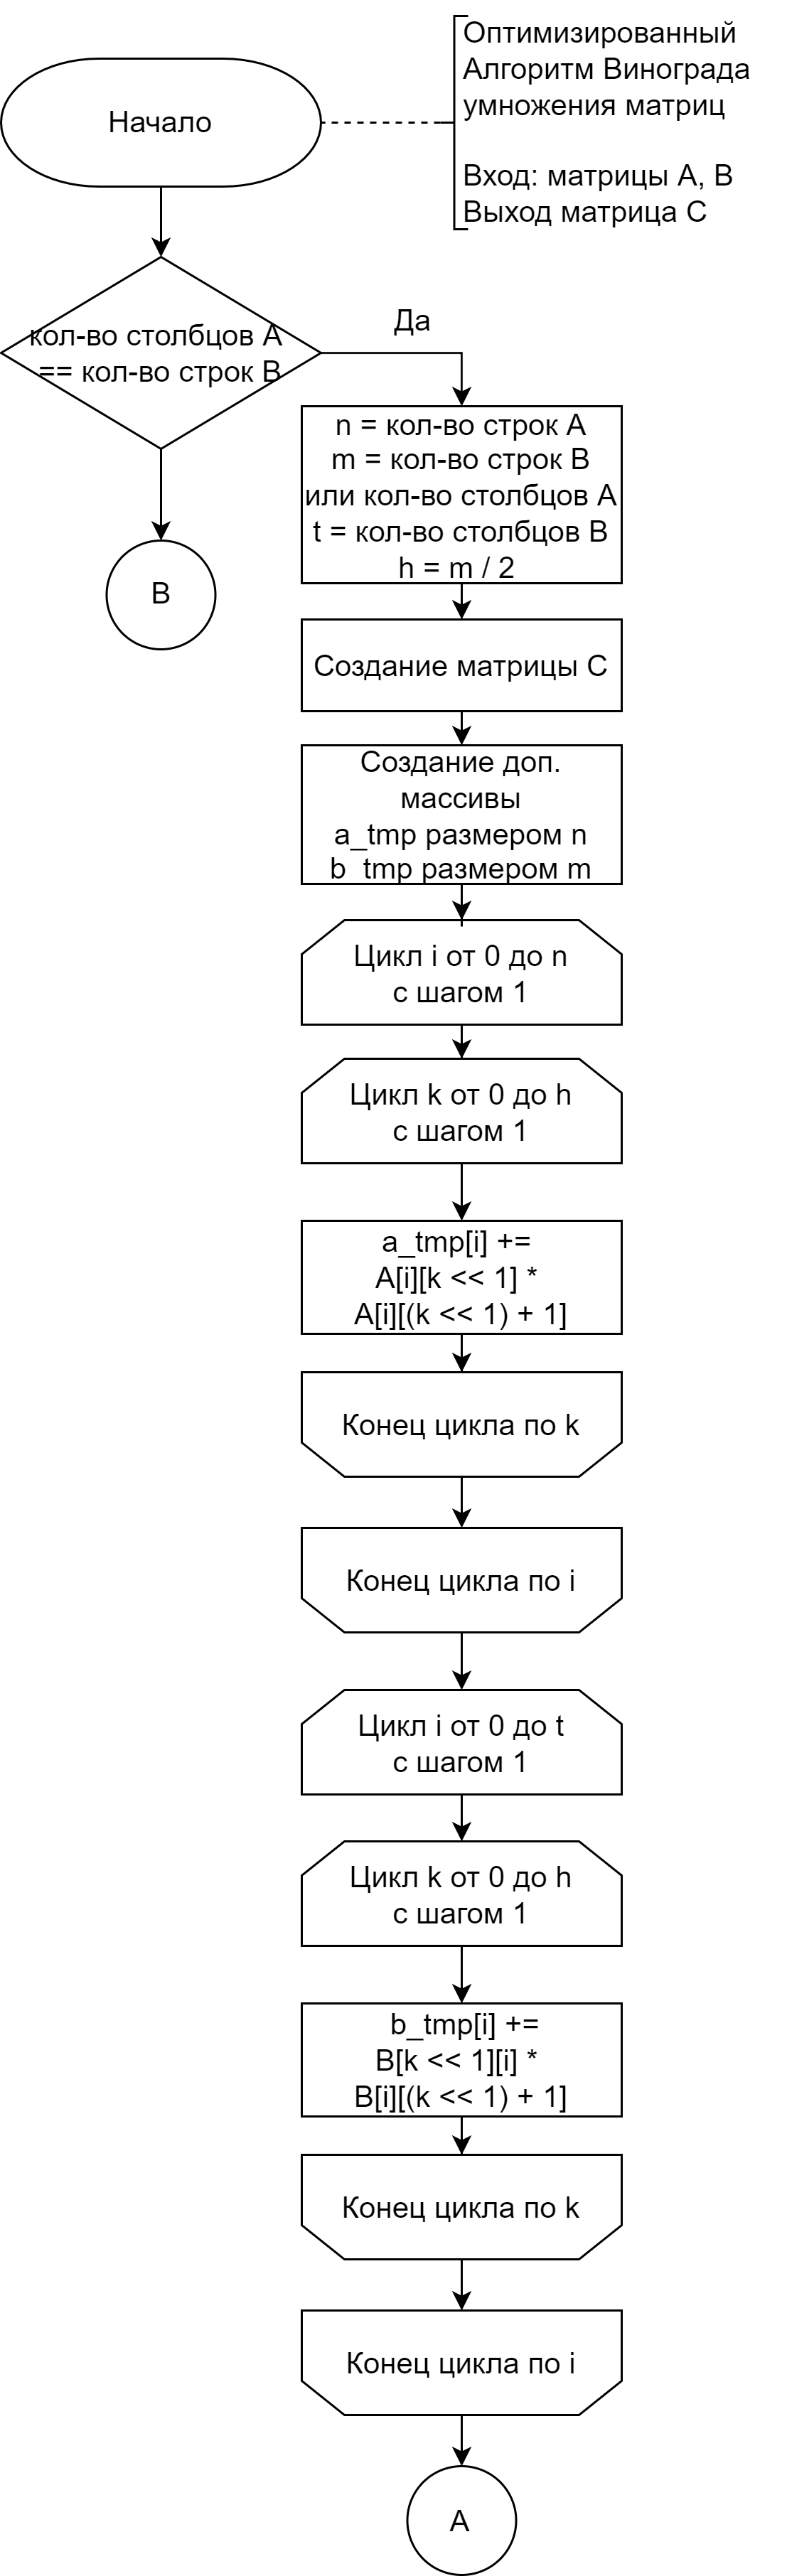 Оптимизированный
Алгоритм Винограда
умножения матриц
Вход: матрицы A, B
Выход матрица C
Начало
кол-во столбцов A
== кол-во строк B
Да
n = кол-во строк A
m = кол-во строк B
или кол-во столбцов A
t = кол-во столбцов B
h = m / 2
B
Создание матрицы C
Создание доп.
массивы
a_tmp размером n
b_tmp размером m
Цикл i от 0 до n
с шагом 1
Цикл k от 0 до h
с шагом 1
a_tmp[i] +=
A[i][k << 1] *
A[i][(k << 1) + 1]
Конец цикла по k
Конец цикла по i
Цикл i от 0 до t
с шагом 1
Цикл k от 0 до h
с шагом 1
b_tmp[i] +=
B[k << 1][i] *
B[i][(k << 1) + 1]
Конец цикла по k
Конец цикла по i
A